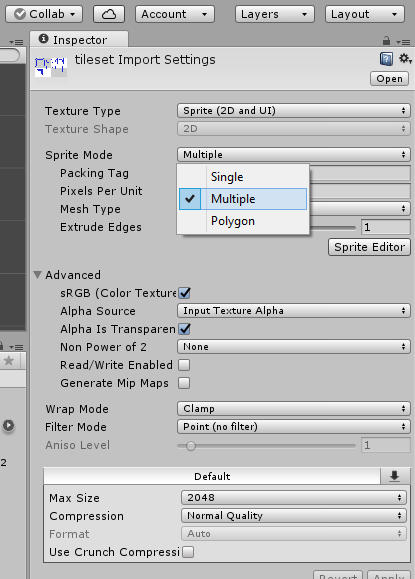 Collab Account Layers Layout
Inspector
tileset Import Settings
Open
Texture Type Sprite (2D and UI)
Texture Shape 2D
Sprite Mode Multiple
Packing Tag Single
Pixels Per Unit Multiple
Mesh Type Polygon
Extrude Edges 1
Sprite Editor
Advanced
sRGB (Color Texture
Alpha Source Input Texture Alpha
Alpha Is Transparen
Non Power of 2 None
Read/Write Enabled
Generate Mip Maps
Wrap Mode Clamp
Filter Mode Point (no filter)
Aniso Level 1
2
Default
Max Size 2048
Compression Normal Quality
Format Auto
Use Crunch Compressi
Revert Apply